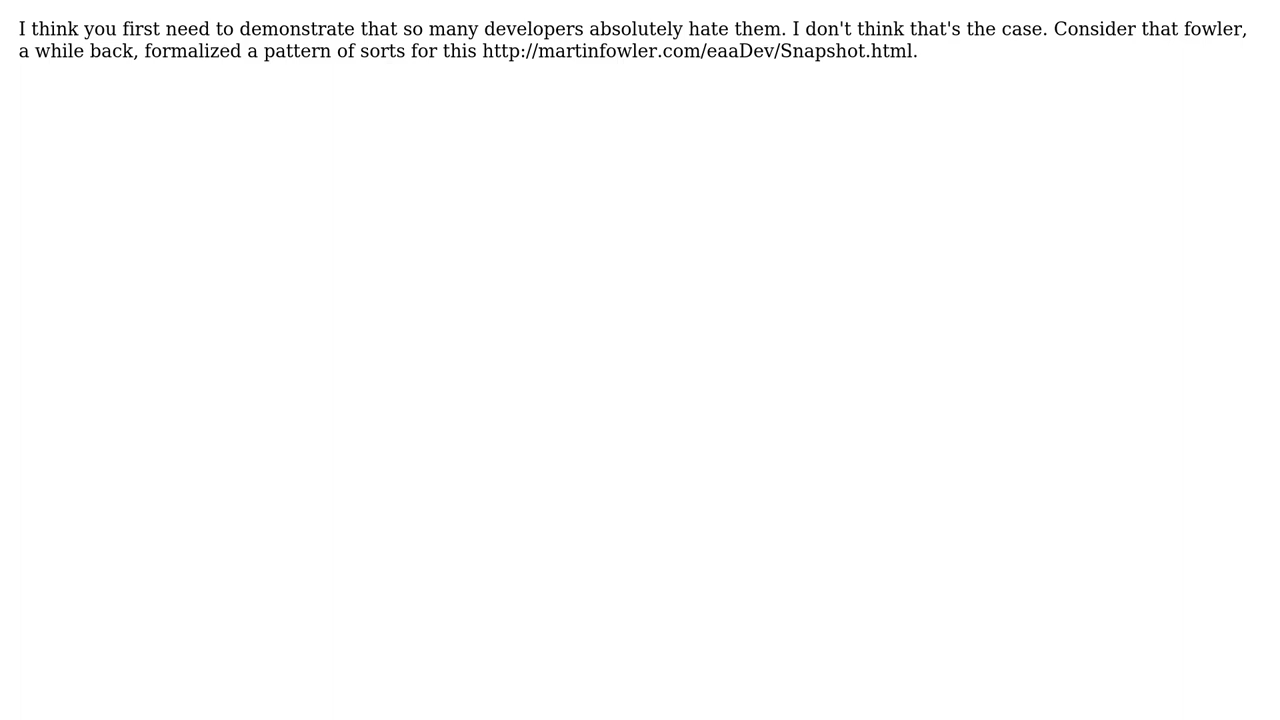 I think you first need to demonstrate that so many developers absolutely hate them. I don't think that's the case. Consider that fowler,
a while back, formalized a pattern of sorts for this http://martinfowler.com/eaaDev/Snapshot.html.